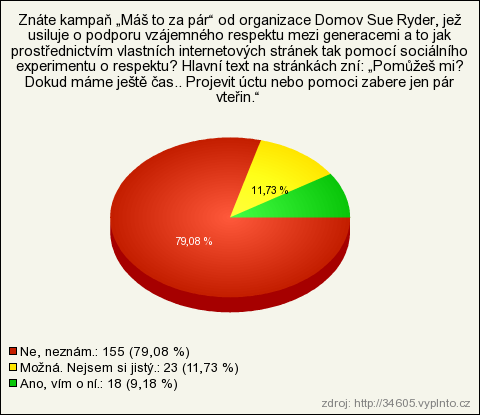 Znáte kampaň „Máš to za pár“ od organizace Domov Sue Ryder, jež
usiluje o podporu vzájemného respektu mezi generacemi a to jak
prostřednictvím vlastních internetových stránek tak pomocí sociálního
experimentu o respektu? Hlavní text na stránkách zní: „Pomůžeš mi?
Dokud máme ještě čas.. Projevit úctu nebo pomoci zabere jen pár
vteřin.“
11,73 %
79,08 %
Ne, neznám.: 155 (79,08 %)
Možná. Nejsem si jistý.: 23 (11,73 %)
Ano, vím o ní.: 18 (9,18 %)
zdroj: http://34605.vyplnto.cz